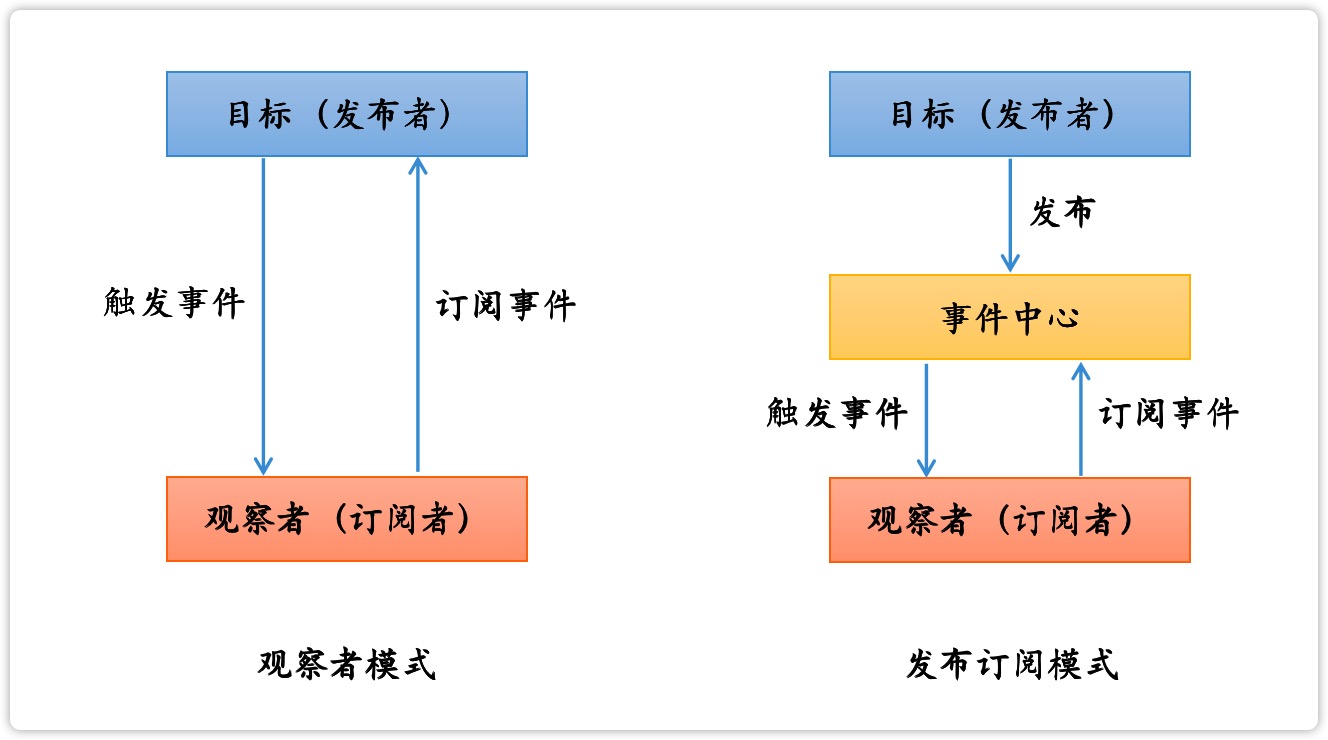 目标（发布者）
触发事件
订阅事件
观察者（订阅者）
观察者模式
目标（发布者）
发布
事件中心
触发事件
订阅事件
观察者（订阅者）
发布订阅模式